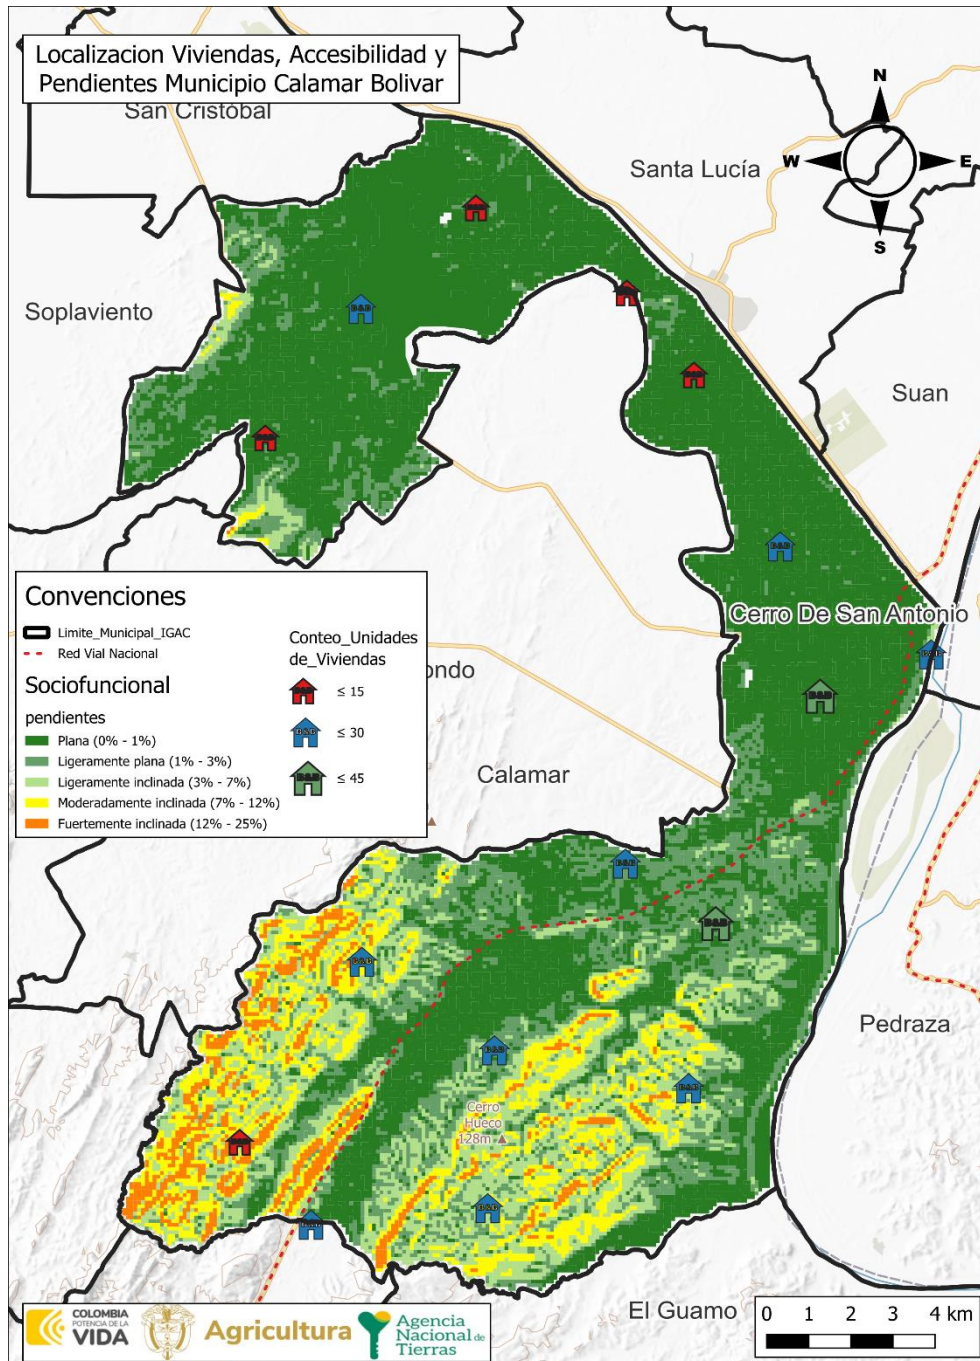 Localizacion Viviendas, Accesibilidad y
Pendientes Municipio Calamar Bolivar
San Cristóbal
N
W
E
S
Santa Lucía
Soplaviento
B&B
Suan
B&B
Cerro De San Antonio
B&B
B&B
Convenciones
Limite_Municipal_IGAC
Red Vial Nacional
Sociofuncional
pendientes
Plana (0% - 1%)
Ligeramente plana (1% - 3%)
Ligeramente inclinada (3% - 7%)
Moderadamente inclinada (7% - 12%)
Fuertemente inclinada (12% - 25%)
Conteo_Unidades
de_Viviendas
B&B
≤ 15
B&B
≤ 30
B&B
≤ 45
ondo
Calamar
B&B
B&B
B&B
Pedraza
B&B
B&B
Cerro
Hueco
128m
B&B
B&B
El Guamo
COLOMBIA
POTENCIA DE LA
VIDA
Agricultura
Agencia
Nacional de
Tierras
0 1 2 3 4 km